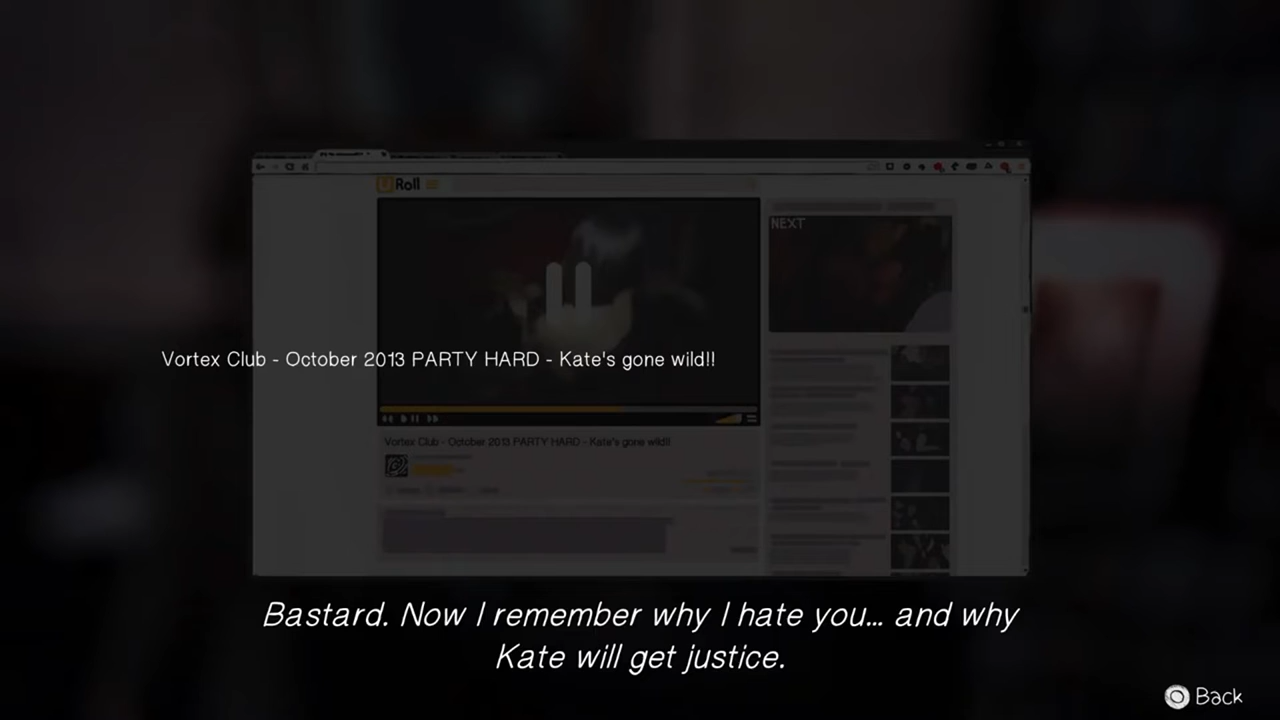 U Roll
NEXT
Vortex Club - October 2013 PARTY HARD - Kate's gone wild!!
Vortex Club - October 2013 PARTY HARD - Kate's gone wild!!
Bastard. Now I remember why I hate you... and why
Kate will get justice.
Back